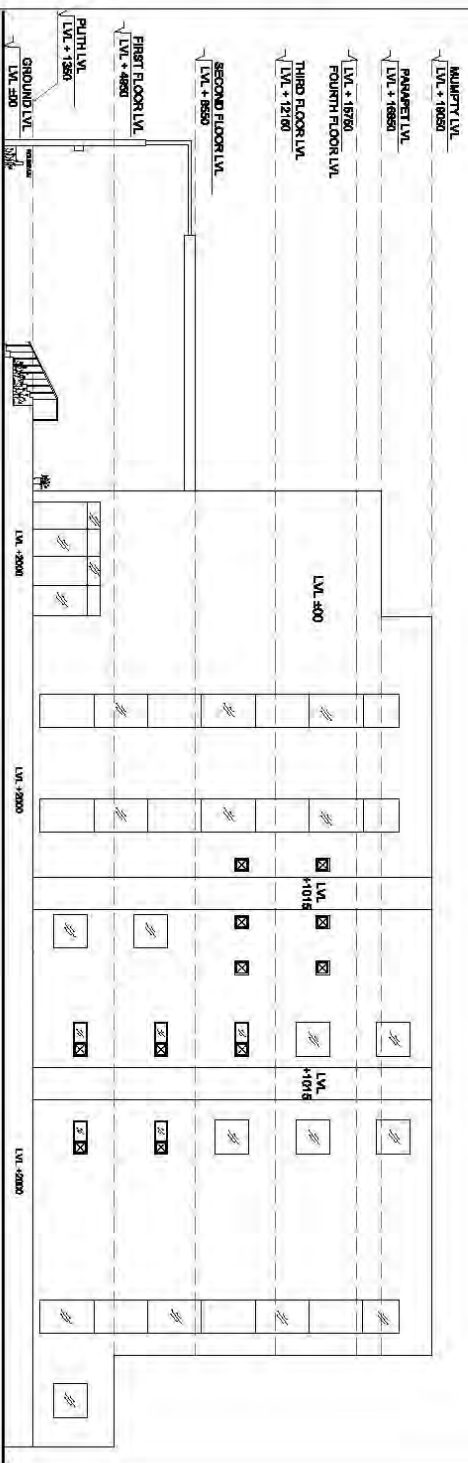 MUMPTY LVL
LVL + 19050
PARAPET LVL
LVL + 16950
LVL + 15750
FOURTH FLOOR LVL
THIRD FLOOR LVL
LVL + 12150
SECOND FLOOR LVL
LVL + 8550
FIRST FLOOR LVL
LVL + 4950
PLITH LVL
LVL + 1350
GROUND LVL
LVL ±00
LVL ±00
LVL
+1015
LVL
+1015
LVL +2000
LVL +2000
LVL +2000